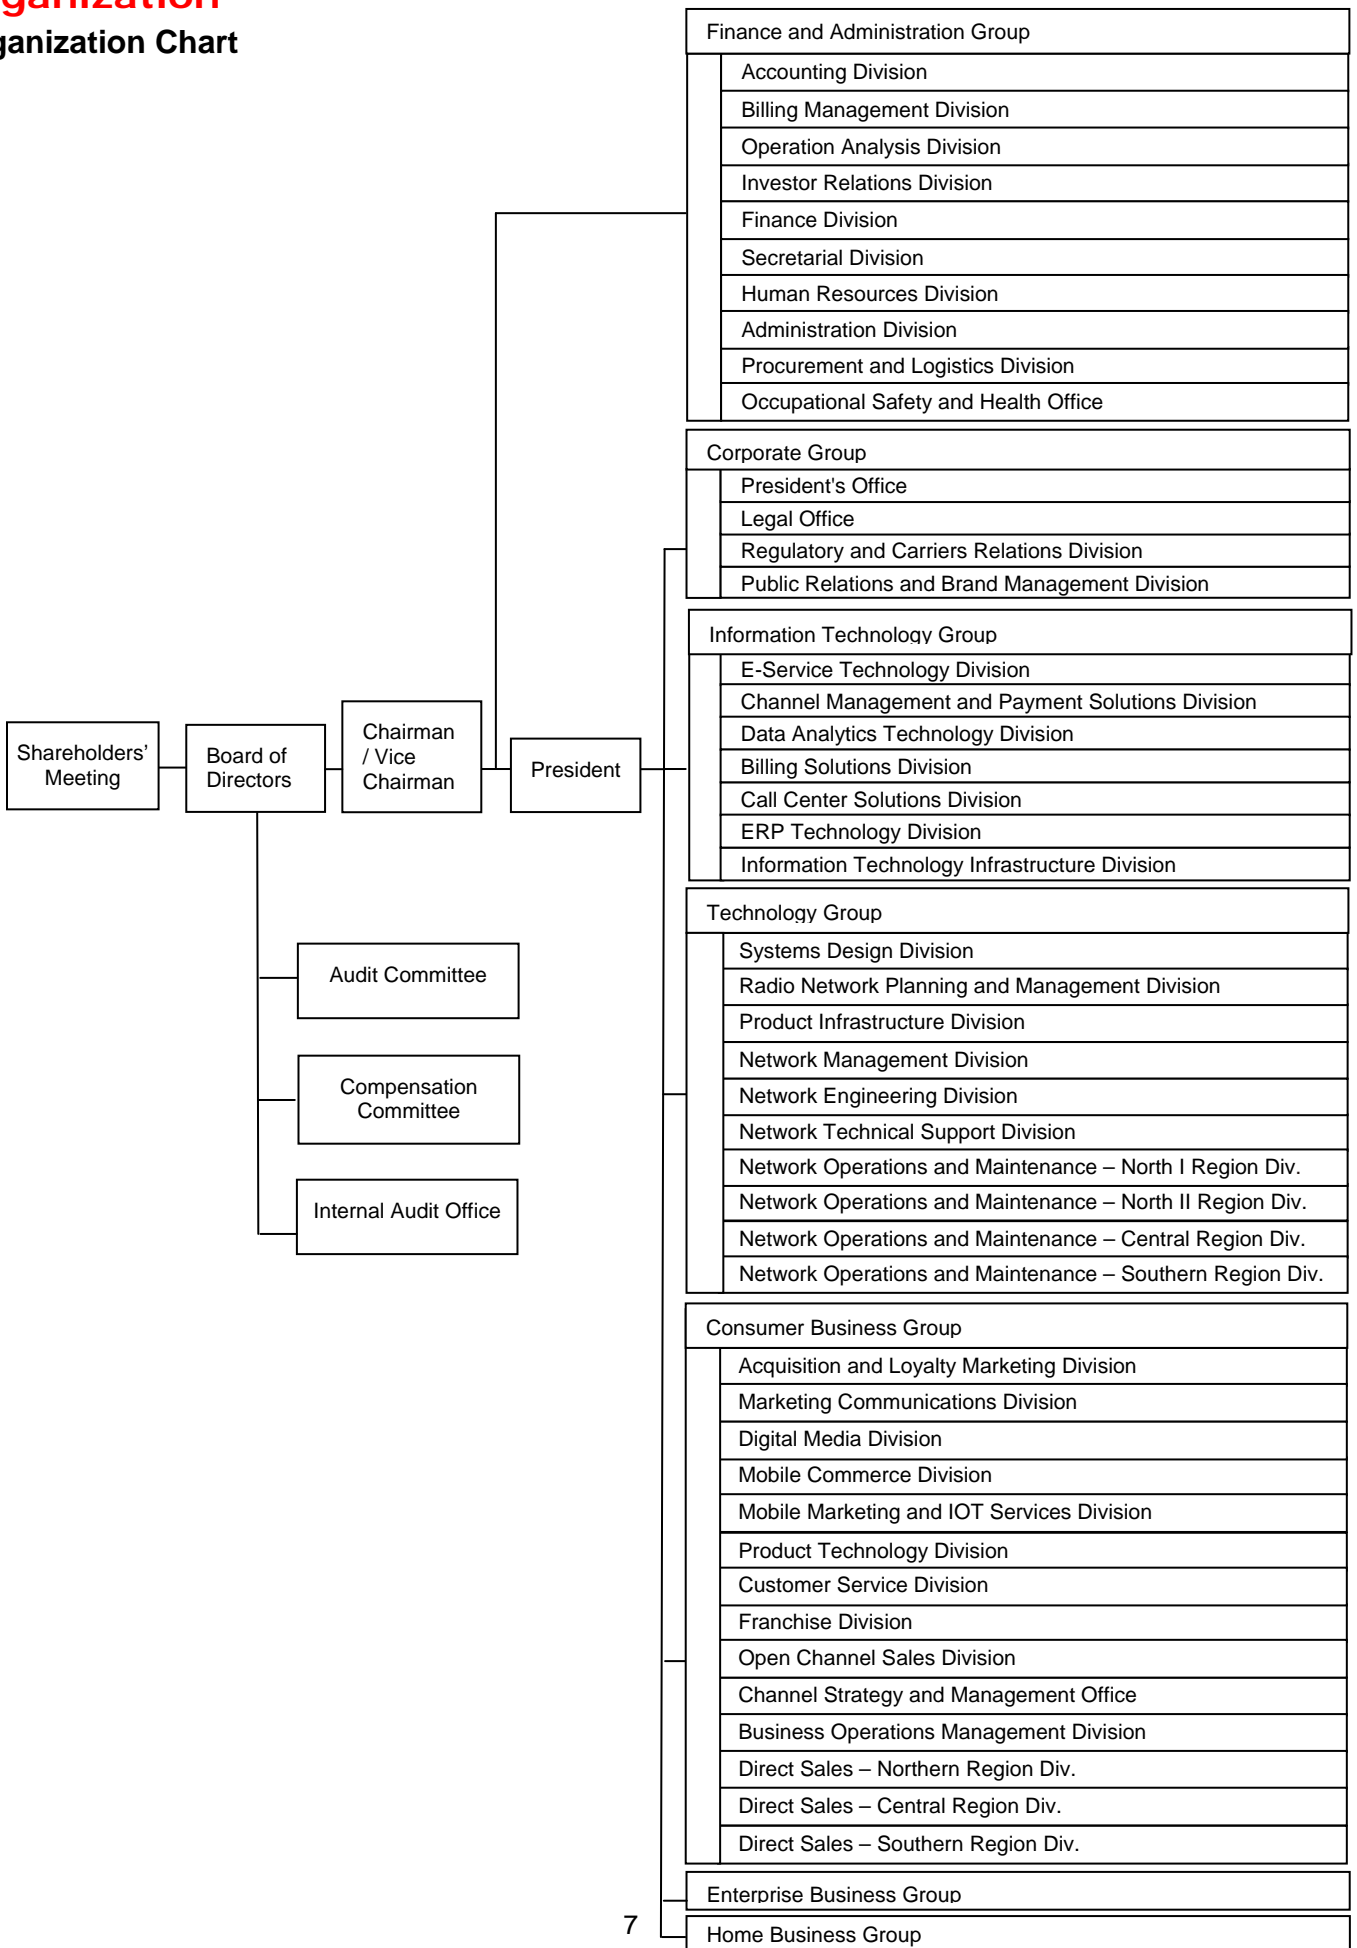 ganization
ganization Chart
Finance and Administration Group
Accounting Division
Billing Management Division
Operation Analysis Division
Investor Relations Division
Finance Division
Secretarial Division
Human Resources Division
Administration Division
Procurement and Logistics Division
Occupational Safety and Health Office
Corporate Group
President's Office
Legal Office
Regulatory and Carriers Relations Division
Public Relations and Brand Management Division
Information Technology Group
E-Service Technology Division
Channel Management and Payment Solutions Division
Data Analytics Technology Division
Billing Solutions Division
Call Center Solutions Division
ERP Technology Division
Information Technology Infrastructure Division
Shareholders’
Meeting
Board of
Directors
Chairman
/ Vice
Chairman
President
Technology Group
Systems Design Division
Radio Network Planning and Management Division
Product Infrastructure Division
Network Management Division
Network Engineering Division
Network Technical Support Division
Network Operations and Maintenance – North I Region Div.
Network Operations and Maintenance – North II Region Div.
Network Operations and Maintenance – Central Region Div.
Network Operations and Maintenance – Southern Region Div.
Audit Committee
Compensation
Committee
Internal Audit Office
Consumer Business Group
Acquisition and Loyalty Marketing Division
Marketing Communications Division
Digital Media Division
Mobile Commerce Division
Mobile Marketing and IOT Services Division
Product Technology Division
Customer Service Division
Franchise Division
Open Channel Sales Division
Channel Strategy and Management Office
Business Operations Management Division
Direct Sales – Northern Region Div.
Direct Sales – Central Region Div.
Direct Sales – Southern Region Div.
Enterprise Business Group
Home Business Group
7